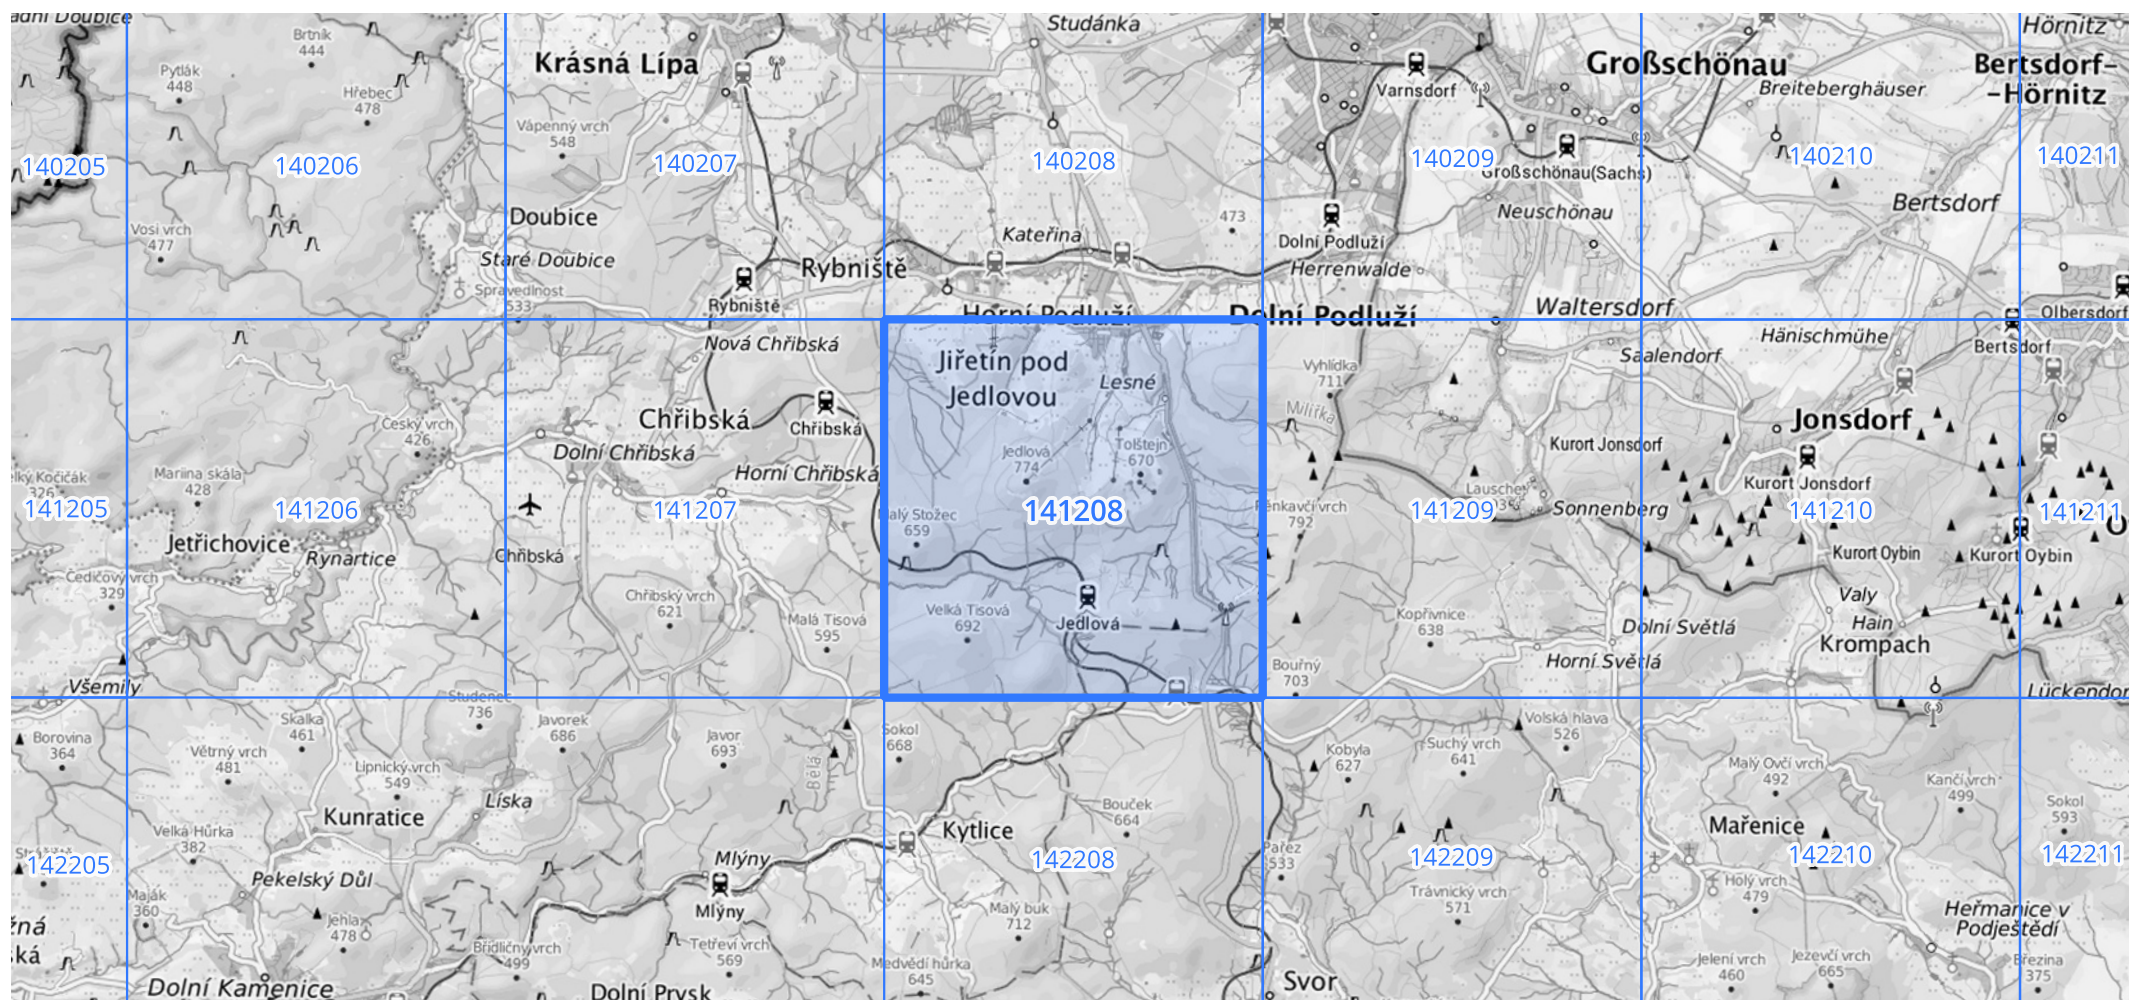 Studánka
Hörnitz
Brtník
444
Krásná Lípa
Großschönau
Bertsdorf-
-Hörnitz
Pytlák
448
Hřebec
478
Varnsdorf
Breiteberghäuser
Vápenný vrch
548
140205
140206
140207
140208
140209
140210
140211
Großschönau(Sachs)
Vosí vrch
477
Doubice
473
Neuschönau
Bertsdorf
Kateřina
Dolní Podluží
Staré Doubice
Rybniště
Herrenwalde
Spravedlnost
533
Rybniště
Horní Podluží
Dolní Podluží
Waltersdorf
Olbersdorf
Nová Chřibská
Jiřetín pod
Jedlovou
Hänischmühe
Bertsdorf
Saalendorf
Vyhlídka
711
Lesné
Milířka
Český vrch
426
Chřibská
Chřibská
Jonsdorf
Dolní Chřibská
Jedlová
774
Tolštejn
670
Kurort Jonsdorf
Mariina skála
428
Horní Chřibská
Kurort Jonsdorf
326
Lausche
141205
141206
141207
141208
141209
141210
141211
Malý Stožec
659
Pěnkavčí vrch
792
Sonnenberg
Jetřichovice
Rynartice
Chřibská
Kurort Oybin
Kurort Oybin
Čedičový vrch
329
Chřibský vrch
621
Malá Tisová
595
Velká Tisová
692
Jedlová
Kopřivnice
638
Valy
Hain
Dolní Světlá
Krompach
Všemily
Bouřný
703
Horní Světlá
Lückendor
Studenec
736
Skalka
461
Javorek
686
Javor
693
Sokol
668
Volská hlava
526
Borovina
364
Větrný vrch
481
Lipnický vrch
549
Bělá
Kobyla
627
Suchý vrch
641
Malý Ovčí vrch
492
Kančí vrch
499
Líska
Bouček
664
Sokol
593
Velká Hůrka
382
Kunratice
Kytlice
Mařenice
142205
Mlýny
142208
Pařez
533
142209
142210
142211
Pekelský Důl
Mlýny
Maják
360
Jehla
478
Malý buk
712
Trávnický vrch
571
Holý vrch
479
Heřmanice v
Podještědí
Břidličný vrch
499
Tetřeví vrch
569
Medvědí hůrka
645
Jelení vrch
460
Jezevčí vrch
665
Březina
375
Dolní Kamenice
Dolní Prysk
Svor